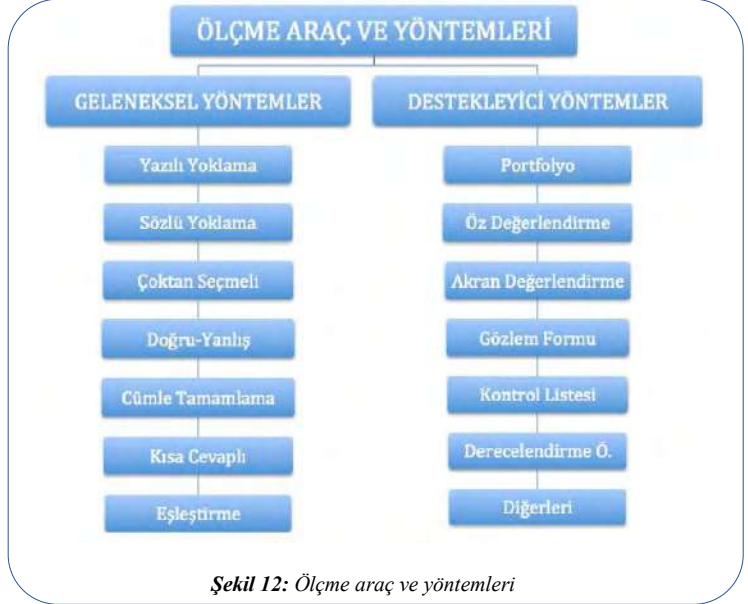 ÖLÇME ARAÇ VE YÖNTEMLERİ
GELENEKSEL YÖNTEMLER
Yazılı Yoklama
Sözlü Yoklama
Çoktan Seçmeli
Doğru-Yanlış
Cümle Tamamlama
Kısa Cevaplı
Eşleştirme
DESTEKLEYİCİ YÖNTEMLER
Portfolyo
Öz Değerlendirme
Akran Değerlendirme
Gözlem Formu
Kontrol Listesi
Derecelendirme Ö.
Diğerleri
Şekil 12: Ölçme araç ve yöntemleri